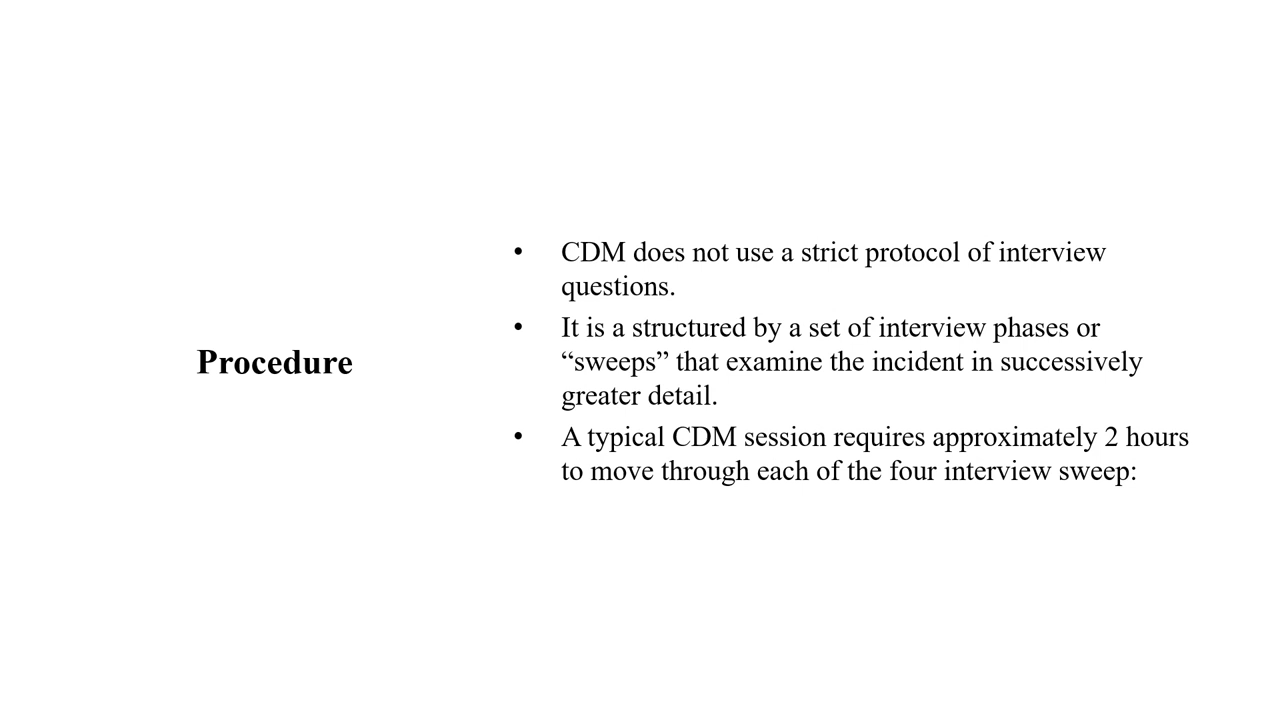 Procedure
• CDM does not use a strict protocol of interview
questions.
• It is a structured by a set of interview phases or
“sweeps” that examine the incident in successively
greater detail.
• A typical CDM session requires approximately 2 hours
to move through each of the four interview sweep: